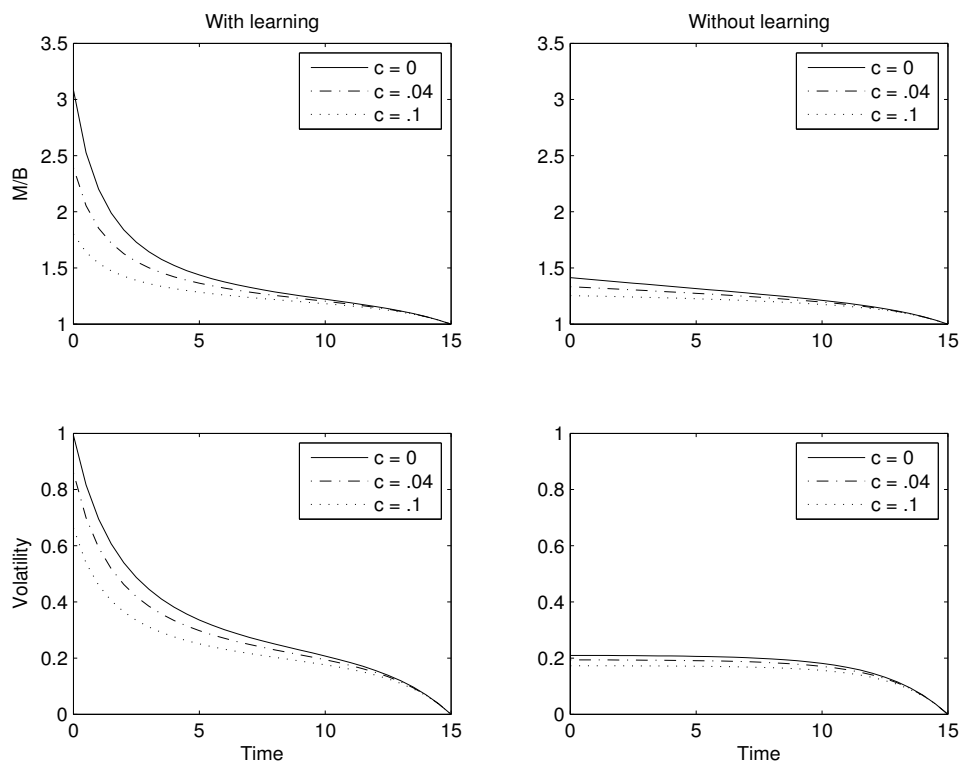 With learning
3.5
3
2.5
2
1.5
1
M/B
0 5 10 15
c = 0
c = .04
c = .1
Without learning
3.5
3
2.5
2
1.5
1
0 5 10 15
c = 0
c = .04
c = .1
1
0.8
0.6
0.4
0.2
0
Volatility
0 5 10 15
Time
c = 0
c = .04
c = .1
1
0.8
0.6
0.4
0.2
0
0 5 10 15
Time
c = 0
c = .04
c = .1